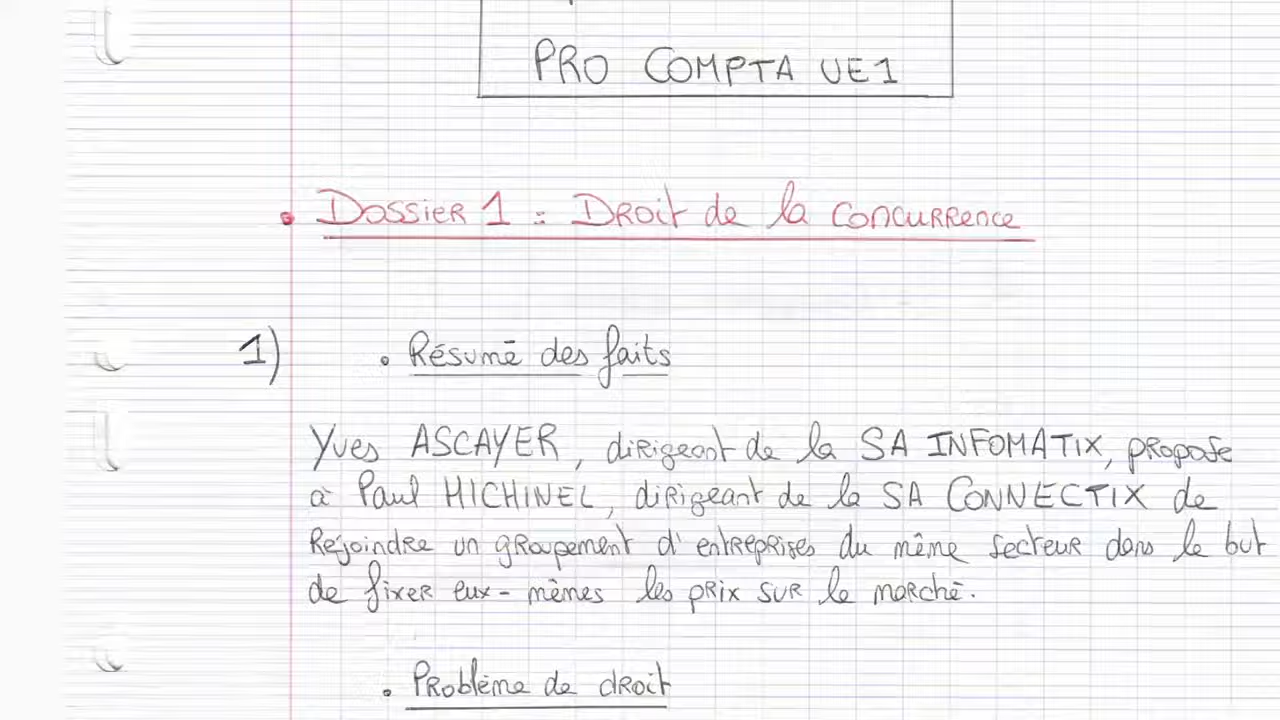 PRO COMPTA UE1
• Dossier 1 : Droit de la concurrence
1) • Résumé des faits
Yves ASCAYER, dirigeant de la SA INFOMATIX, propose
à Paul HICHINEL, dirigeant de la SA CONNECTIX de
Rejoindre un groupement d'entreprises du même secteur dans le but
de fixer eux-mêmes les prix sur le marché.
• Problème de droit